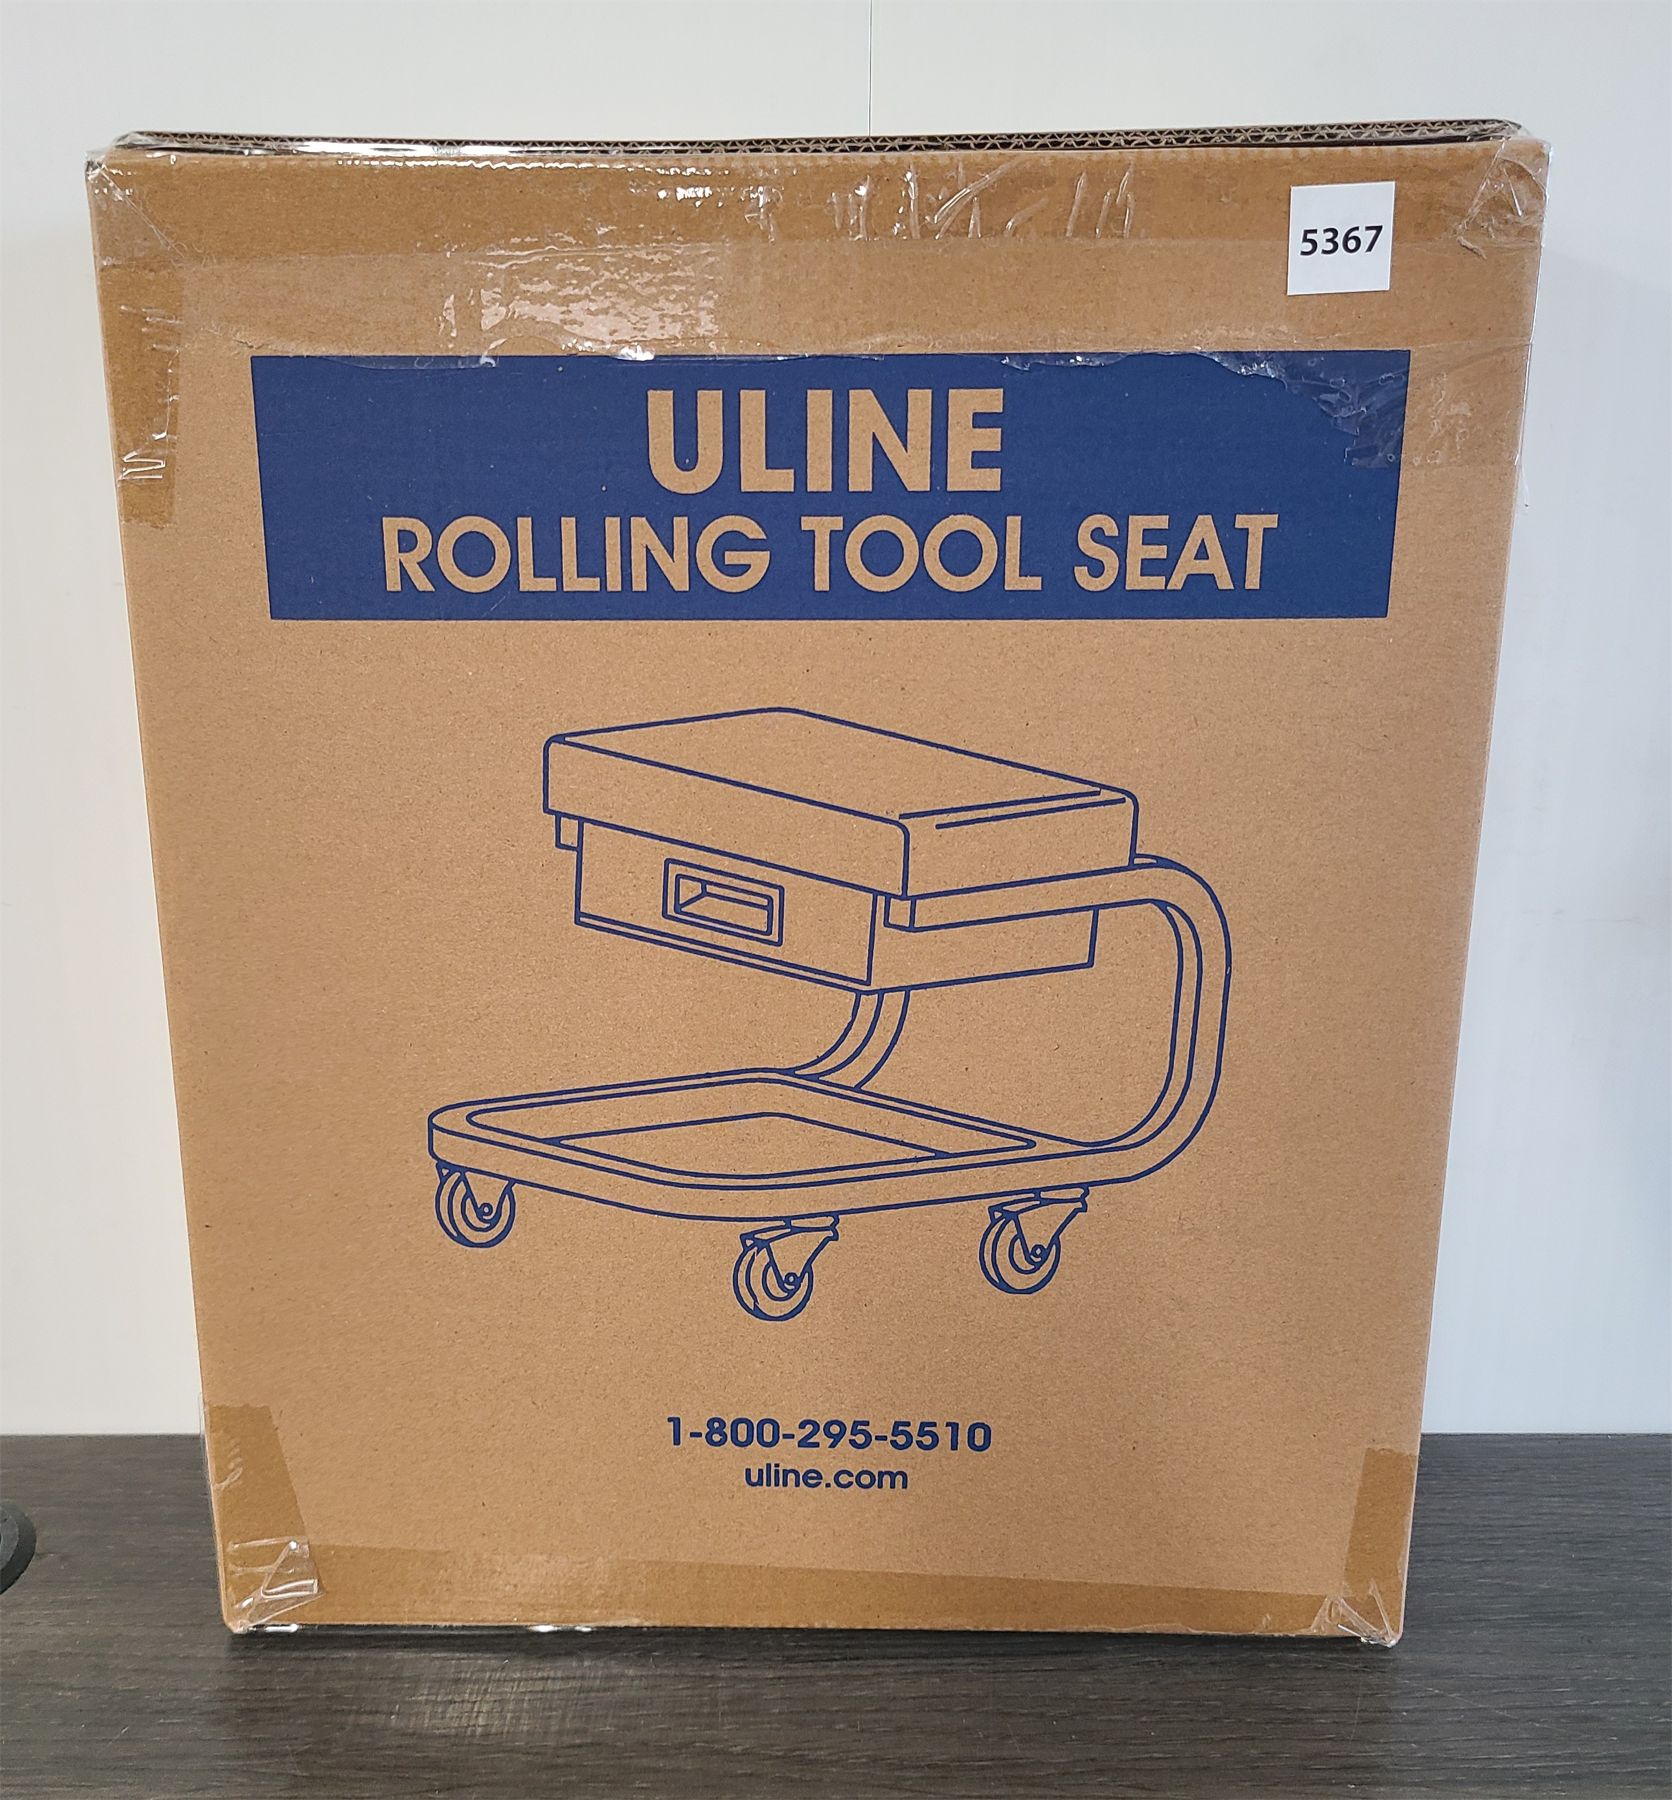 5367
ULINE
ROLLING TOOL SEAT
1-800-295-5510
uline.com